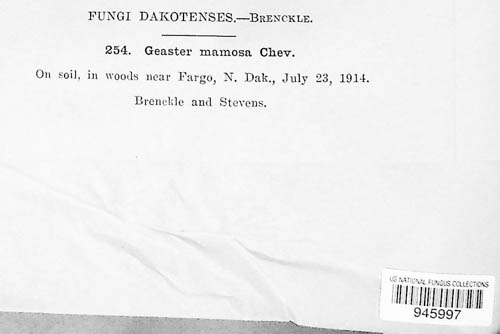 FUNGI DAKOTENSES.—BRENCKLE.
254. Geaster mamosa Chev.
On soil, in woods near Fargo, N. Dak., July 23, 1914.
Brenckle and Stevens.
US NATIONAL FUNGUS COLLECTIONS
945997